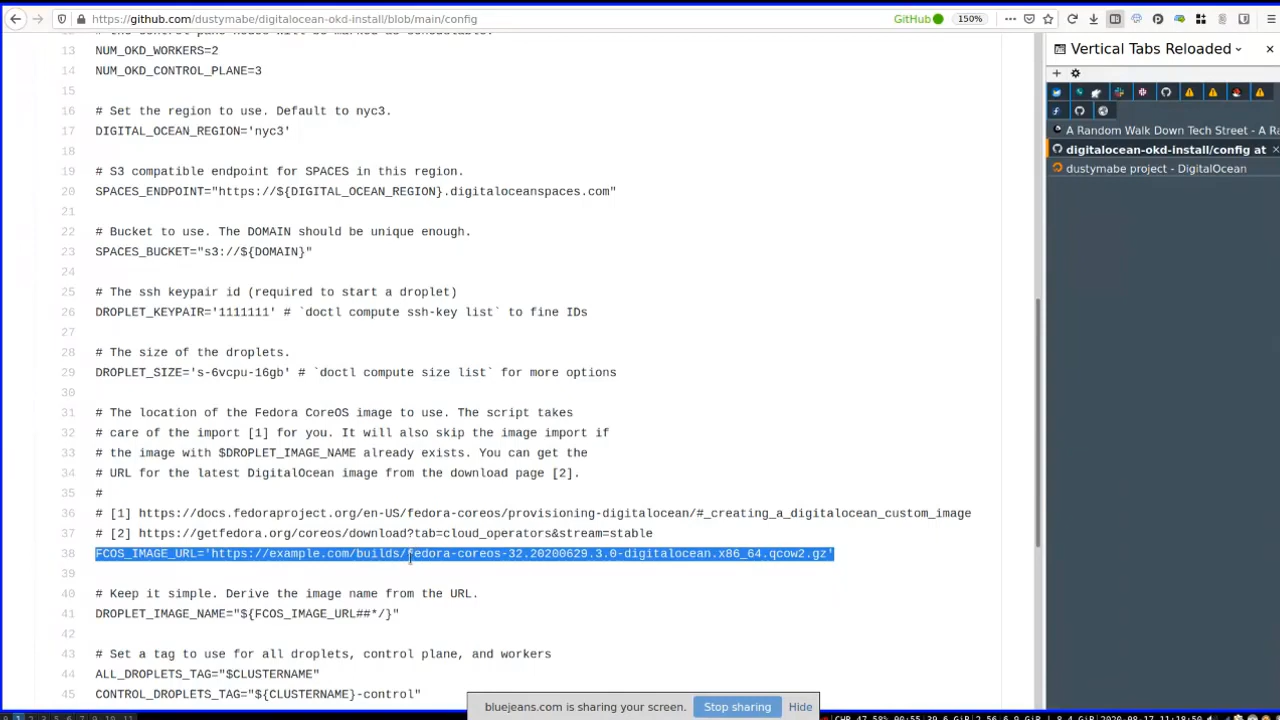 https://github.com/dustymabe/digitalocean-okd-install/blob/main/config
GitHub
150%
Vertical Tabs Reloaded
A Random Walk Down Tech Street - A Ra
digitalocean-okd-install/config at
dustymabe project - DigitalOcean
13 NUM_OKD_WORKERS=2
14 NUM_OKD_CONTROL_PLANE=3
15
16 # Set the region to use. Default to nyc3.
17 DIGITAL_OCEAN_REGION='nyc3'
18
19 # S3 compatible endpoint for SPACES in this region.
20 SPACES_ENDPOINT="https://${DIGITAL_OCEAN_REGION}.digitaloceanspaces.com"
21
22 # Bucket to use. The DOMAIN should be unique enough.
23 SPACES_BUCKET="s3://${DOMAIN}"
24
25 # The ssh keypair id (required to start a droplet)
26 DROPLET_KEYPAIR='1111111' # `doctl compute ssh-key list` to fine IDs
27
28 # The size of the droplets.
29 DROPLET_SIZE='s-6vcpu-16gb' # `doctl compute size list` for more options
30
31 # The location of the Fedora CoreOS image to use. The script takes
32 # care of the import [1] for you. It will also skip the image import if
33 # the image with $DROPLET_IMAGE_NAME already exists. You can get the
34 # URL for the latest DigitalOcean image from the download page [2].
35 #
36 # [1] https://docs.fedoraproject.org/en-US/fedora-coreos/provisioning-digitalocean/#_creating_a_digitalocean_custom_image
37 # [2] https://getfedora.org/coreos/download?tab=cloud_operators&stream=stable
38 FCOS_IMAGE_URL='https://example.com/builds/fedora-coreos-32.20200629.3.0-digitalocean.x86_64.qcow2.gz'
39
40 # Keep it simple. Derive the image name from the URL.
41 DROPLET_IMAGE_NAME="${FCOS_IMAGE_URL##*/}"
42
43 # Set a tag to use for all droplets, control plane, and workers
44 ALL_DROPLETS_TAG="$CLUSTERNAME"
45 CONTROL_DROPLETS_TAG="${CLUSTERNAME}-control"
bluejeans.com is sharing your screen. Stop sharing Hide